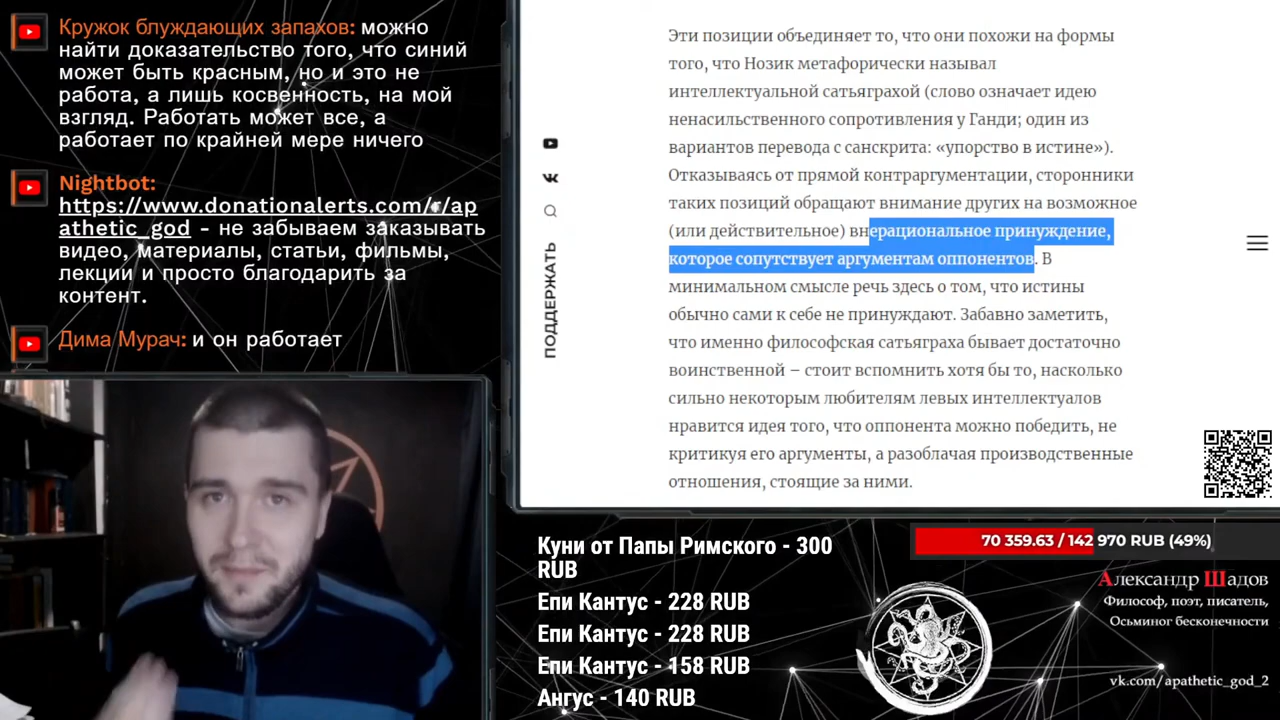 Кружок блуждающих запахов: можно
найти доказательство того, что синий
может быть красным, но и это не
работа, а лишь косвенность, на мой
взгляд. Работать может все, а
работает по крайней мере ничего
Nightbot:
https://www.donationalerts.com/r/ap
athetic_god - не забываем заказывать
видео, материалы, статьи, фильмы,
лекции и просто благодарить за
контент.
Дима Мурач: и он работает
ПОДДЕРЖАТЬ
Эти позиции объединяет то, что они похожи на формы
того, что Нозик метафорически называл
интеллектуальной сатьяграхой (слово означает идею
ненасильственного сопротивления у Ганди; один из
вариантов перевода с санскрита: «упорство в истине»).
Отказываясь от прямой контраргументации, сторонники
таких позиций обращают внимание других на возможное
(или действительное) внерациональное принуждение,
которое сопутствует аргументам оппонентов. В
минимальном смысле речь здесь о том, что истины
обычно сами к себе не принуждают. Забавно заметить,
что именно философская сатьяграха бывает достаточно
воинственной – стоит вспомнить хотя бы то, насколько
сильно некоторым любителям левых интеллектуалов
нравится идея того, что оппонента можно победить, не
критикуя его аргументы, а разоблачая производственные
отношения, стоящие за ними.
Куни от Папы Римского - 300
RUB
Епи Кантус - 228 RUB
Епи Кантус - 228 RUB
Епи Кантус - 158 RUB
Ангус - 140 RUB
70 359.63 / 142 970 RUB (49%)
Александр Шадов
Философ, поэт, писатель,
Осьминог бесконечности
vk.com/apathetic_god_2